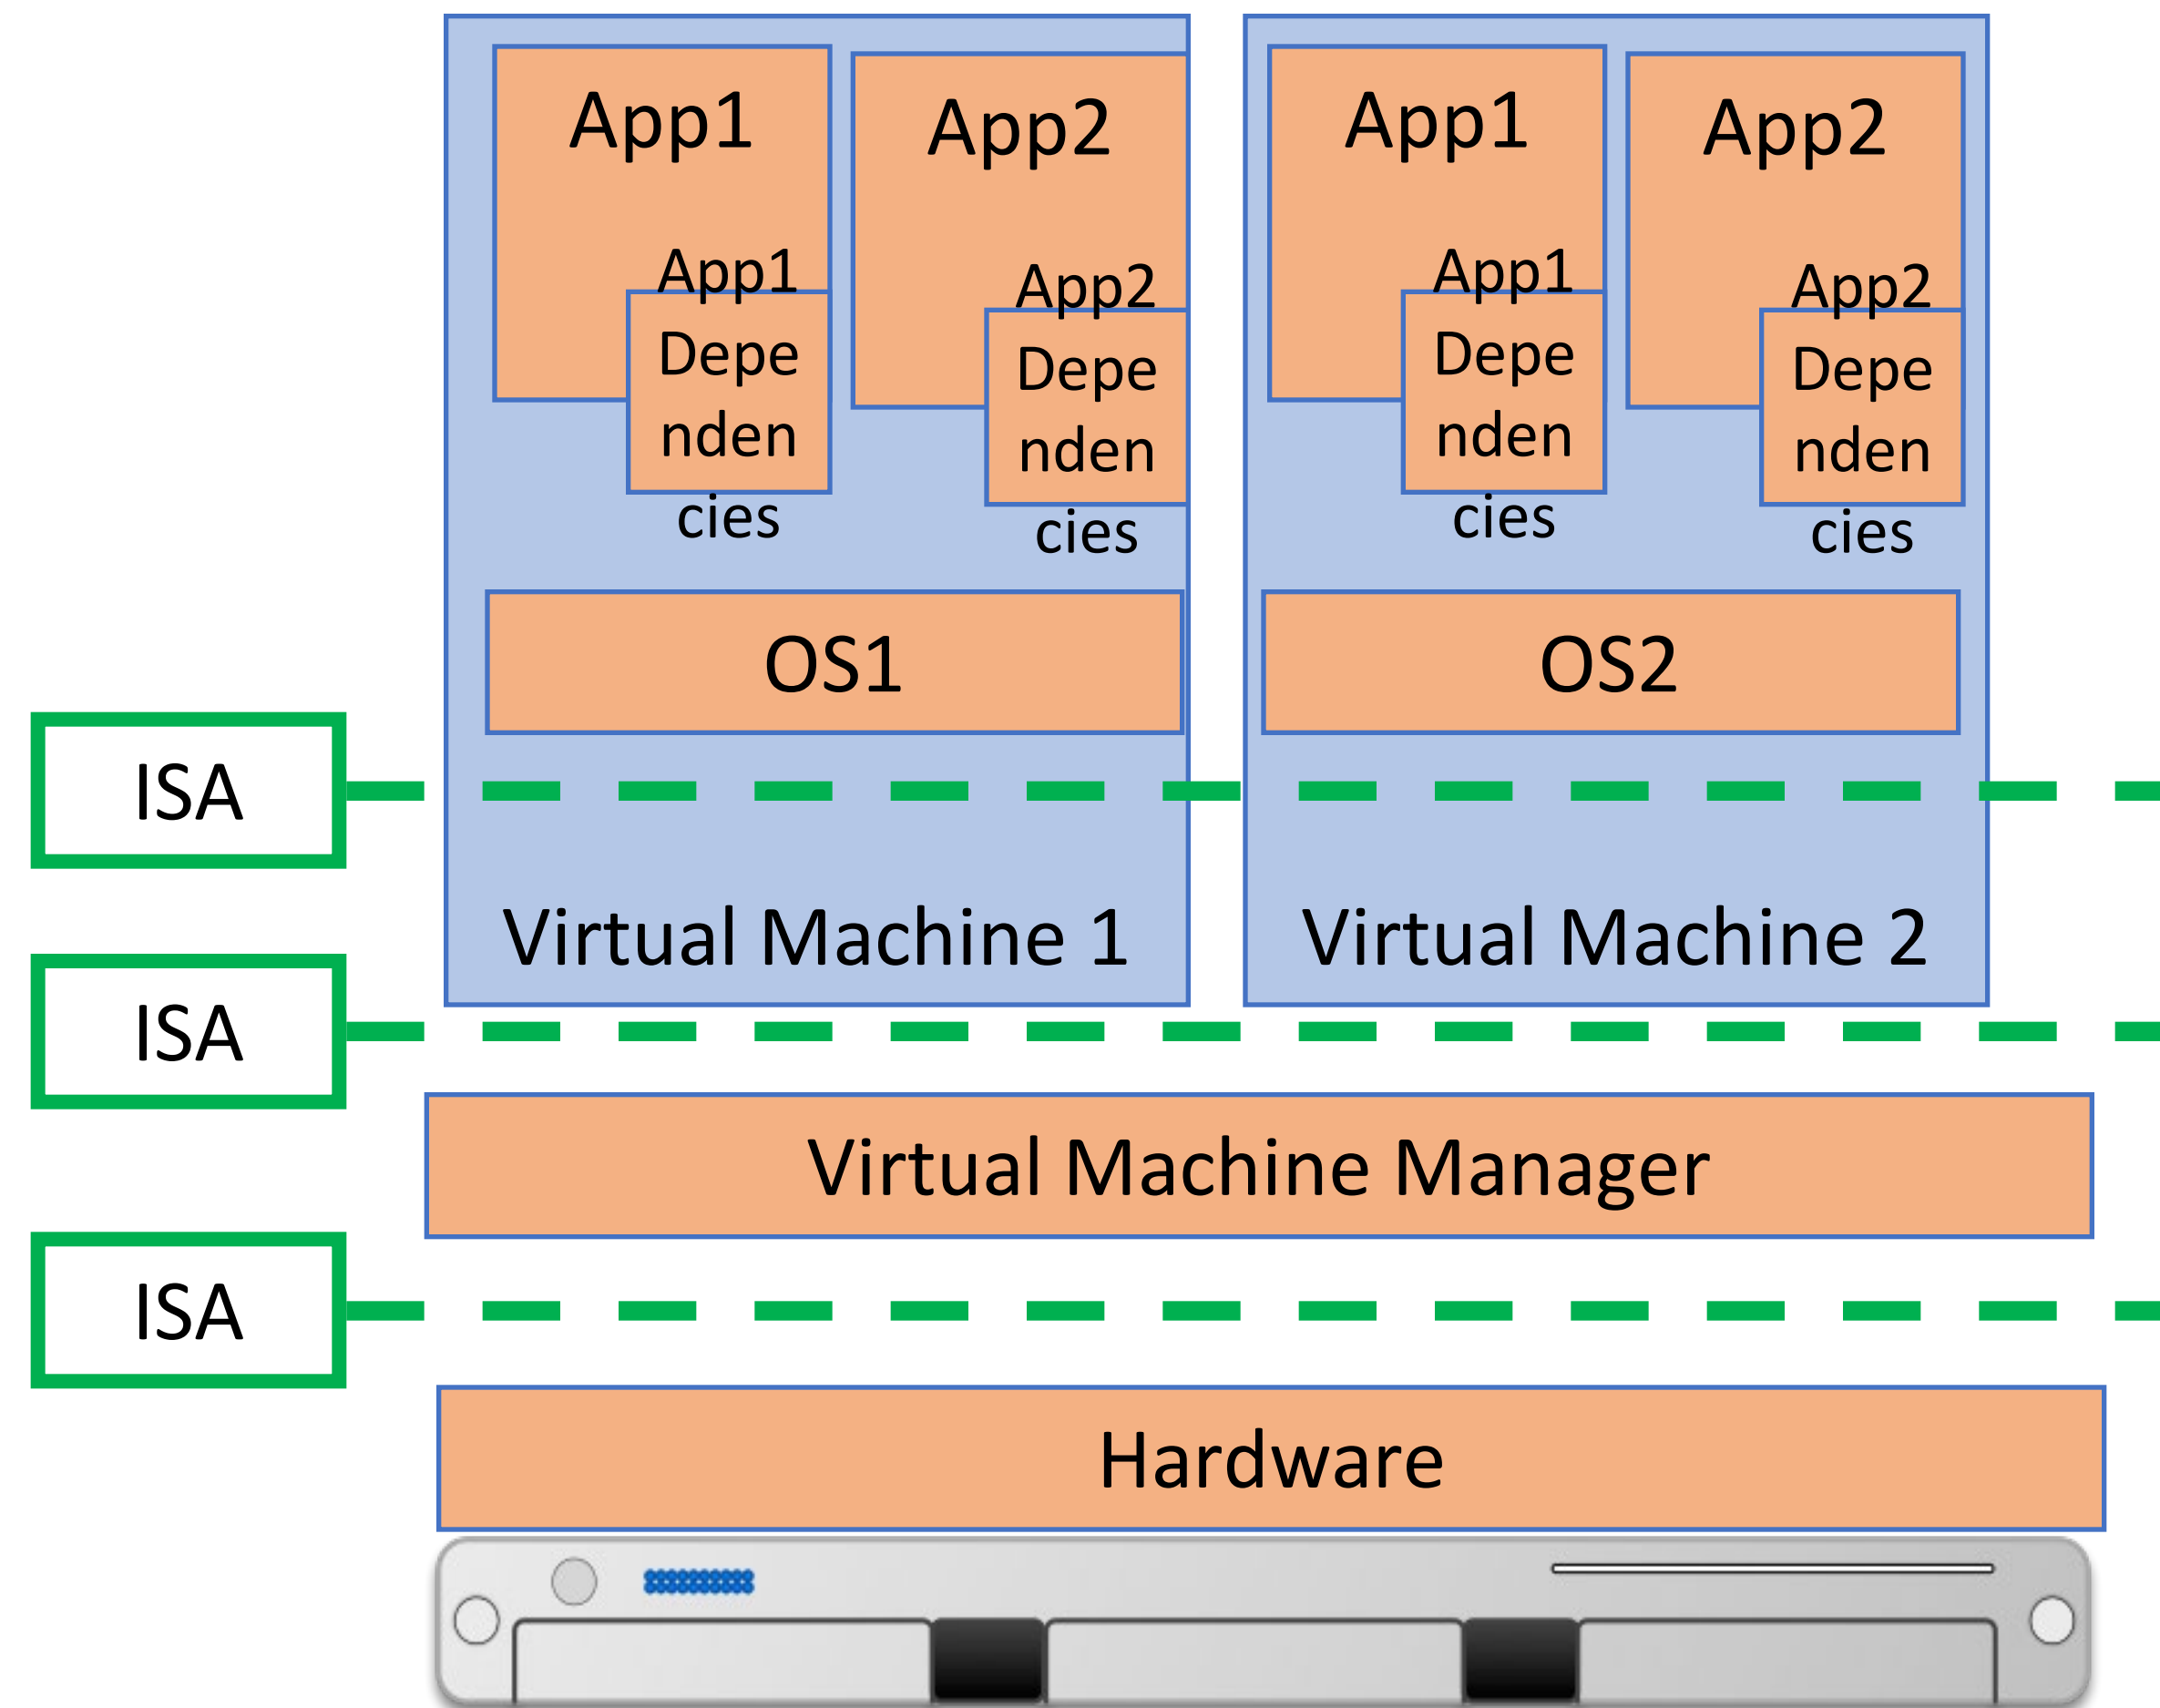 App1
App2
App1
App2
App1
Depe
nden
cies
App2
Depe
nden
cies
App1
Depe
nden
cies
App2
Depe
nden
cies
OS1
OS2
ISA
Virtual Machine 1
Virtual Machine 2
ISA
Virtual Machine Manager
ISA
Hardware